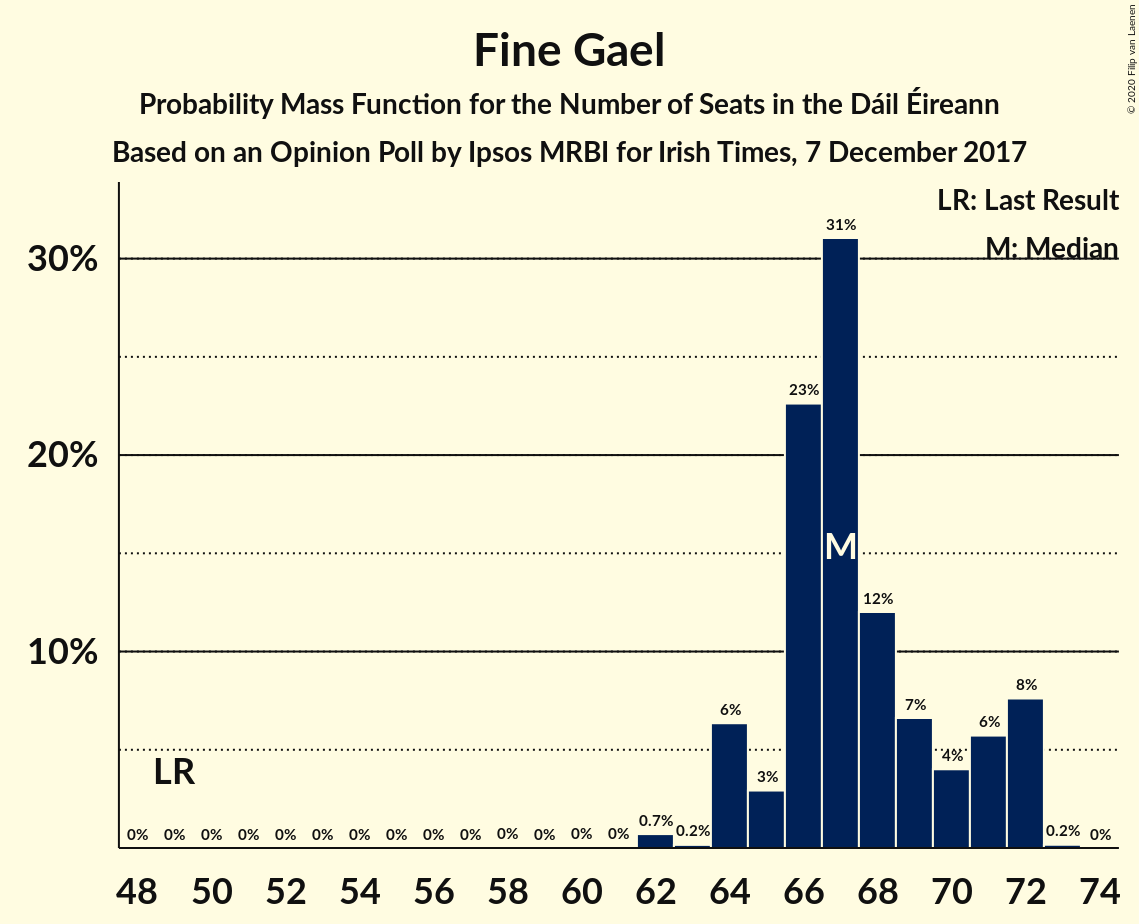 © 2020 Filip van Laenen
Fine Gael
Probability Mass Function for the Number of Seats in the Dáil Éireann
Based on an Opinion Poll by Ipsos MRBI for Irish Times, 7 December 2017
LR: Last Result
M: Median
30%
20%
10%
31%
23%
M
12%
6%
3%
7%
4%
6%
8%
LR
0% 0% 0% 0% 0% 0% 0% 0% 0% 0% 0% 0% 0% 0% 0.7% 0.2% 0.2% 0%
48 50 52 54 56 58 60 62 64 66 68 70 72 74